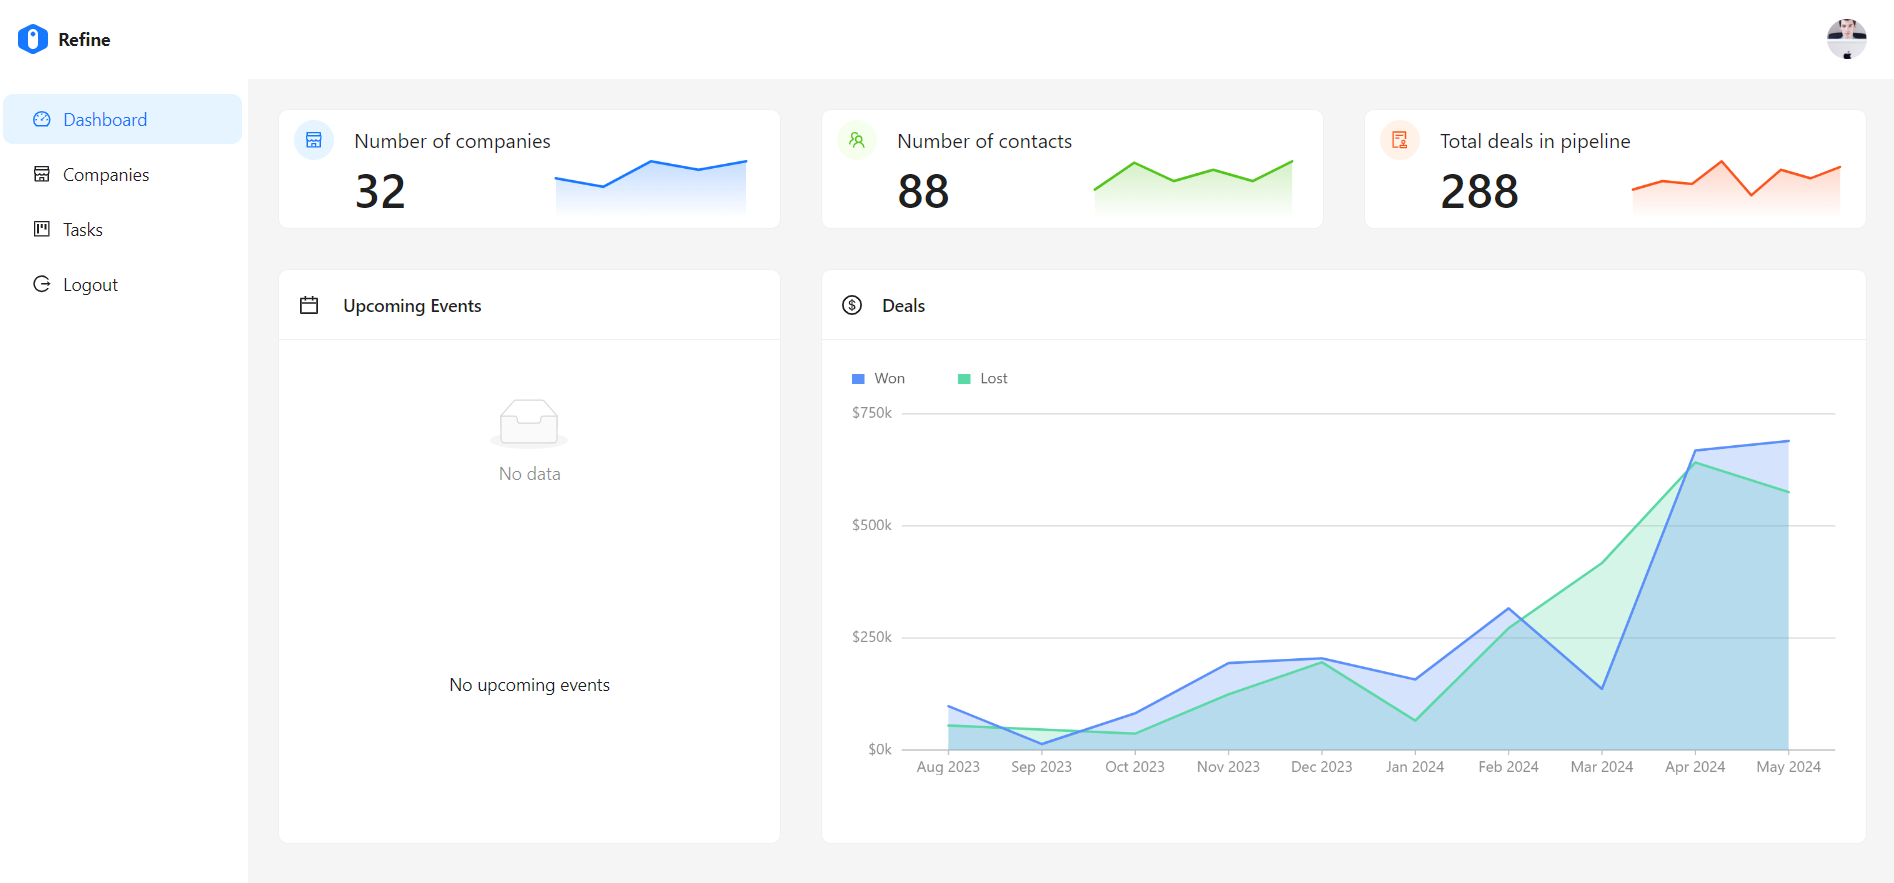 Refine
Dashboard
Companies
Tasks
Logout
Number of companies
32
Number of contacts
88
Total deals in pipeline
288
Upcoming Events
No data
No upcoming events
Deals
Won Lost
$750k
$500k
$250k
$0k
Aug 2023 Sep 2023 Oct 2023 Nov 2023 Dec 2023 Jan 2024 Feb 2024 Mar 2024 Apr 2024 May 2024